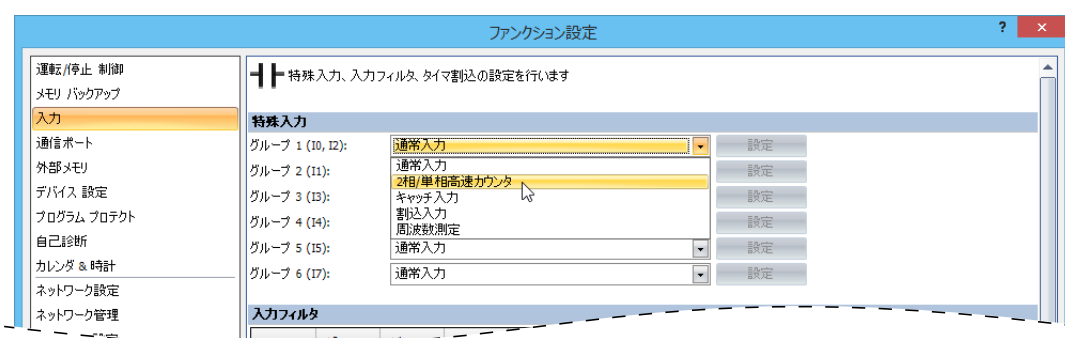 ファンクション設定
?
×
運転/停止 制御
メモリ バックアップ
入力
通信ポート
外部メモリ
デバイス 設定
プログラム プロテクト
自己診断
カレンダ & 時計
ネットワーク設定
ネットワーク管理
特殊入力、入力フィルタ、タイマ割込の設定を行います
特殊入力
グループ 1 (I0, I2):
通常入力
設定
通常入力
2相/単相高速カウンタ
キャッチ入力
割込入力
周波数測定
グループ 2 (I1):
設定
グループ 3 (I3):
設定
グループ 4 (I4):
設定
グループ 5 (I5):
通常入力
設定
グループ 6 (I7):
通常入力
設定
入力フィルタ